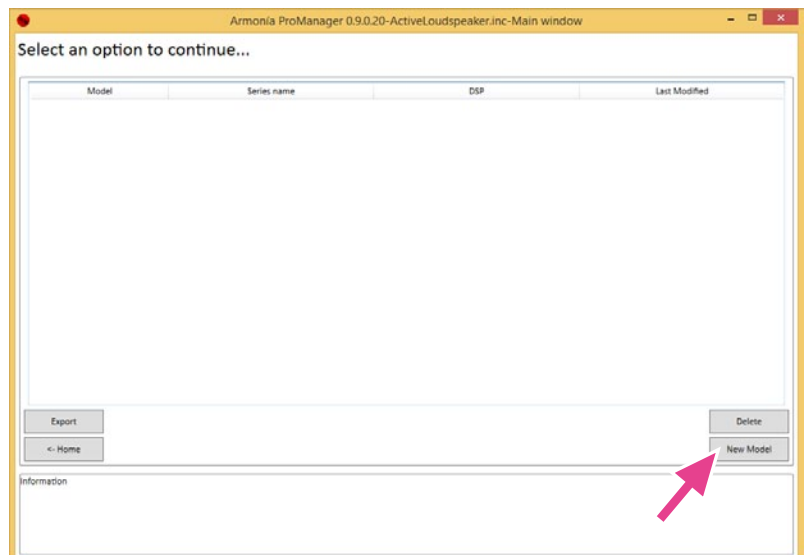 Armonía ProManager 0.9.0.20-ActiveLoudspeaker.inc-Main window
Select an option to continue...
Model Series name DSP Last Modified
Export Delete
<- Home New Model
Information